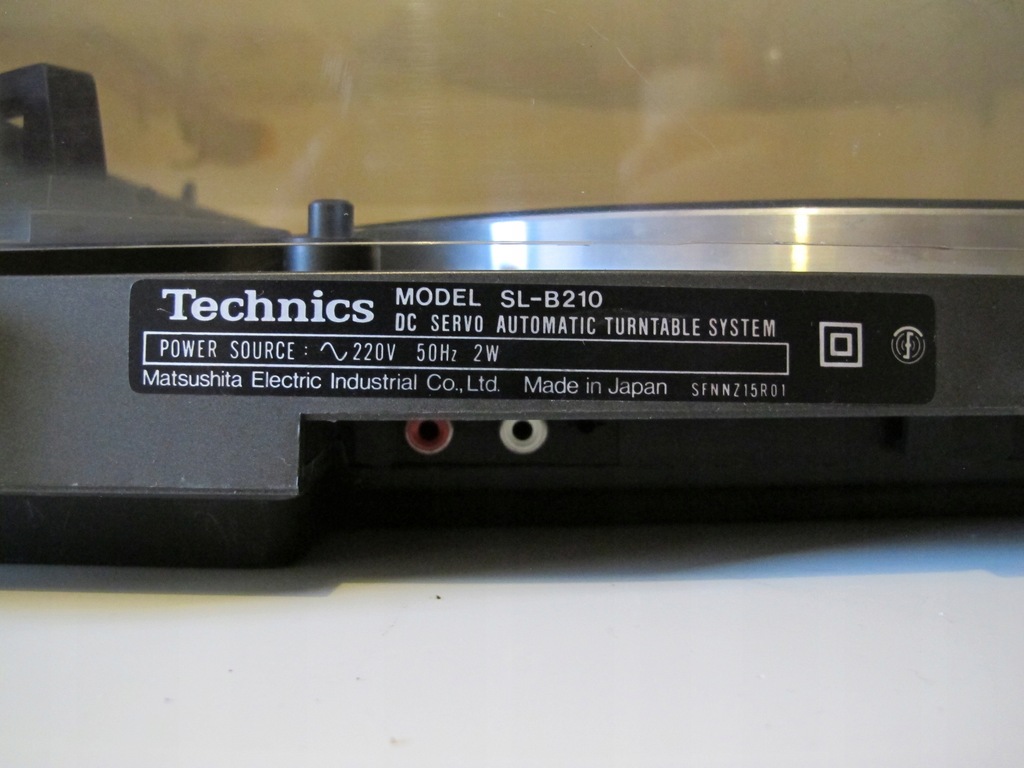 Technics MODEL SL-B210
DC SERVO AUTOMATIC TURNTABLE SYSTEM
POWER SOURCE : ∿ 220V 50Hz 2W
Matsushita Electric Industrial Co., Ltd. Made in Japan SFNNZ15R01